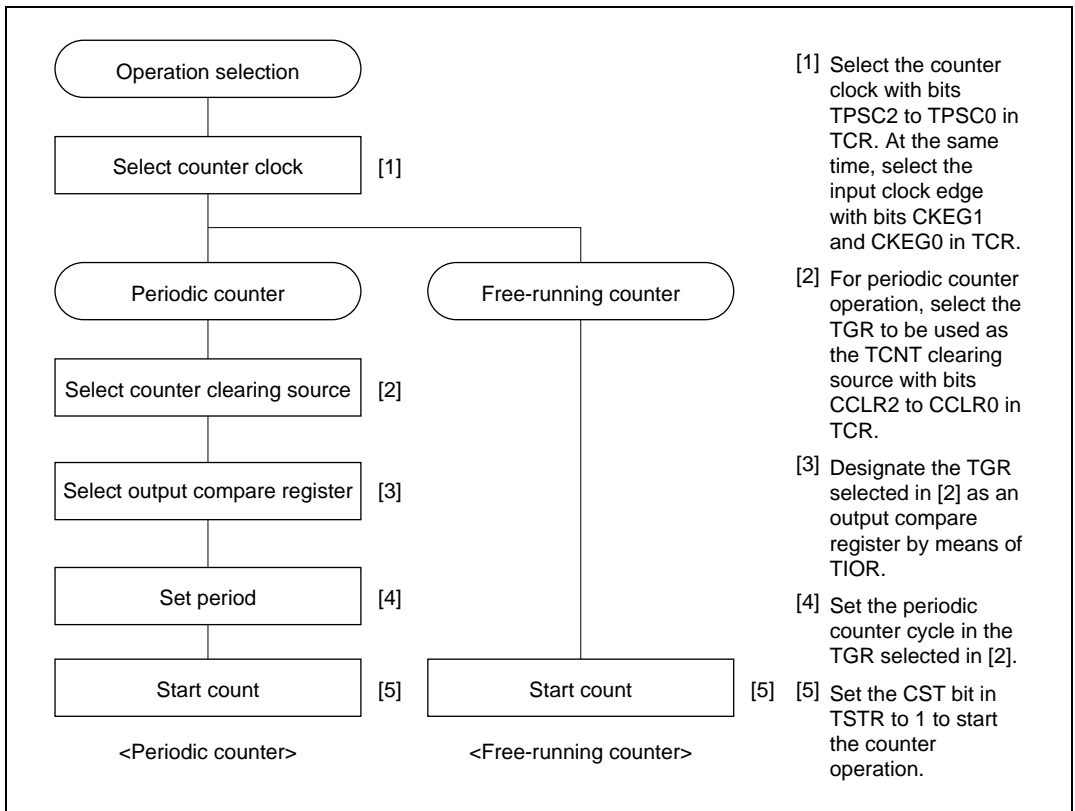 Operation selection
Select counter clock [1]
Periodic counter
Free-running counter
Select counter clearing source [2]
Select output compare register [3]
Set period [4]
Start count [5]
Start count [5]
<Periodic counter>
<Free-running counter>
[1] Select the counter
clock with bits
TPSC2 to TPSC0 in
TCR. At the same
time, select the
input clock edge
with bits CKEG1
and CKEG0 in TCR.
[2] For periodic counter
operation, select the
TGR to be used as
the TCNT clearing
source with bits
CCLR2 to CCLR0 in
TCR.
[3] Designate the TGR
selected in [2] as an
output compare
register by means of
TIOR.
[4] Set the periodic
counter cycle in the
TGR selected in [2].
[5] Set the CST bit in
TSTR to 1 to start
the counter
operation.